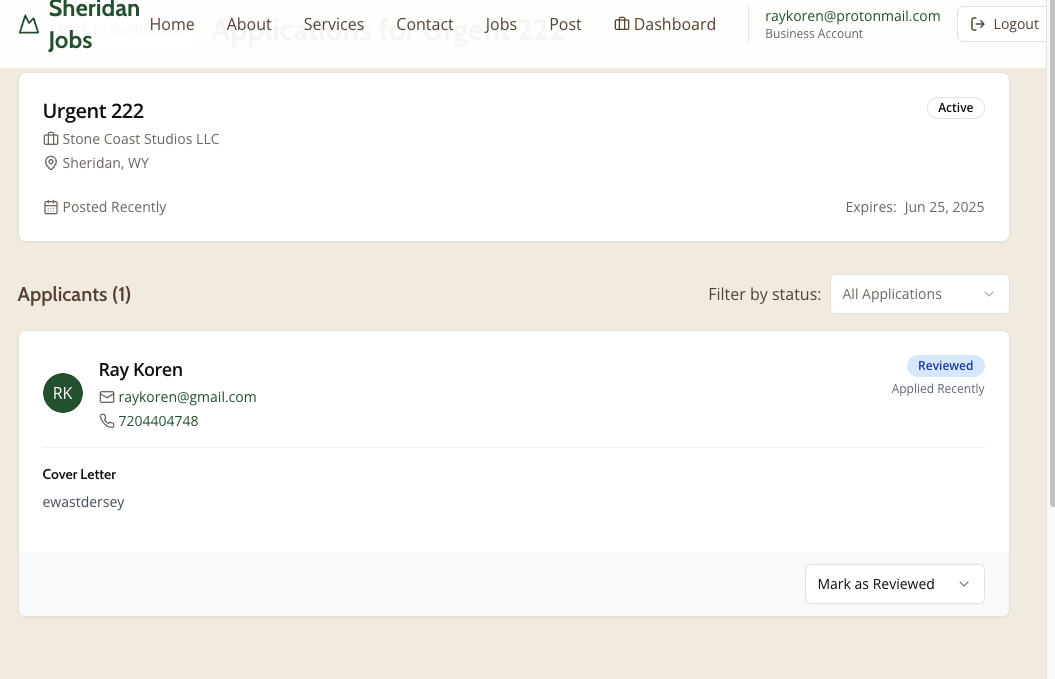 Sheridan
Jobs
Home
About
Services
Contact
Jobs
Post
Dashboard
raykoren@protonmail.com
Business Account
Logout
Applications for Urgent 222
Urgent 222
Active
Stone Coast Studios LLC
Sheridan, WY
Posted Recently
Expires: Jun 25, 2025
Applicants (1)
Filter by status:
All Applications
RK
Ray Koren
Reviewed
raykoren@gmail.com
Applied Recently
7204404748
Cover Letter
ewastdersey
Mark as Reviewed